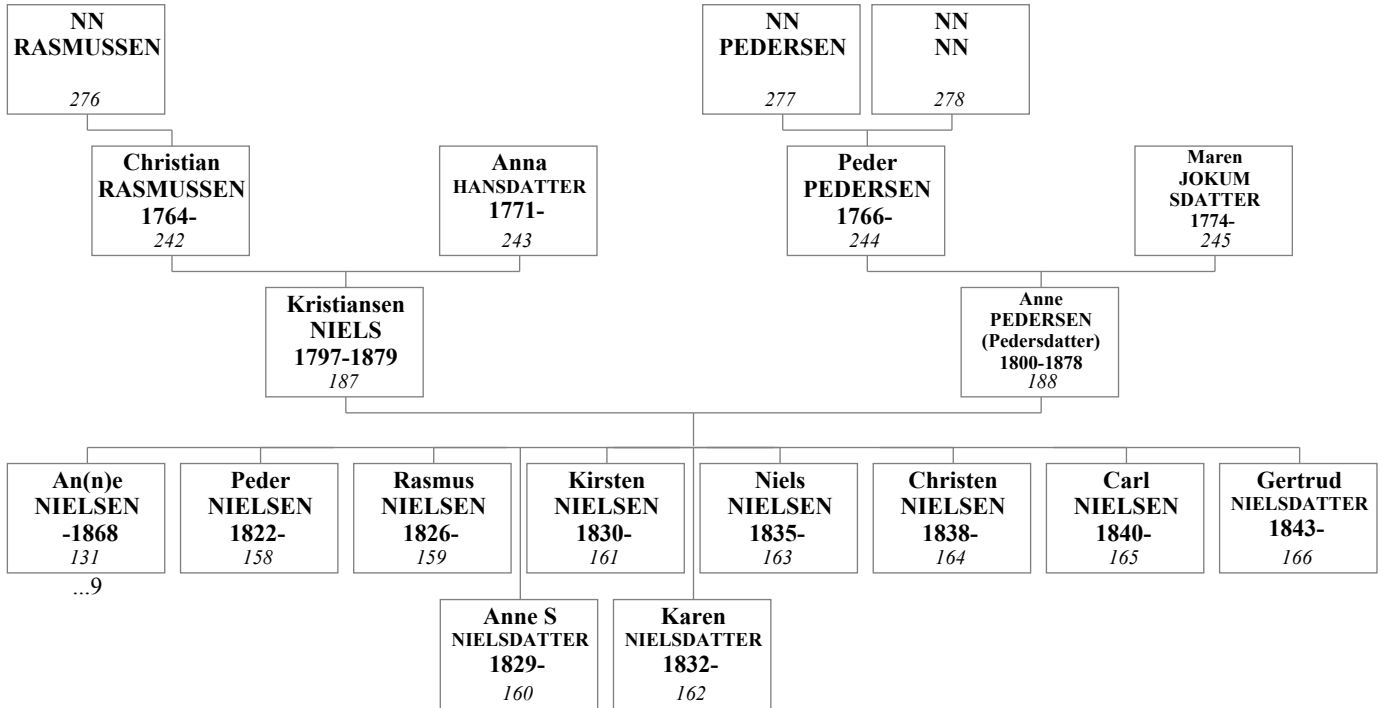 NN
RASMUSSEN
276
NN
PEDERSEN
277
NN
NN
278
Christian
RASMUSSEN
1764-
242
Anna
HANSDATTER
1771-
243
Peder
PEDERSEN
1766-
244
Maren
JOKUM
SDATTER
1774-
245
Kristiansen
NIELS
1797-1879
187
Anne
PEDERSEN
(Pedersdatter)
1800-1878
188
An(n)e
NIELSEN
-1868
131
...9
Peder
NIELSEN
1822-
158
Rasmus
NIELSEN
1826-
159
Kirsten
NIELSEN
1830-
161
Niels
NIELSEN
1835-
163
Christen
NIELSEN
1838-
164
Carl
NIELSEN
1840-
165
Gertrud
NIELSDATTER
1843-
166
Anne S
NIELSDATTER
1829-
160
Karen
NIELSDATTER
1832-
162